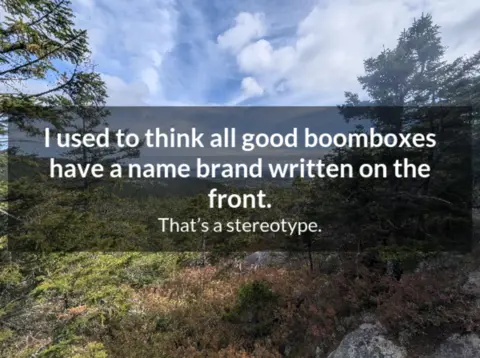 I used to think all good boomboxes
have a name brand written on the
front.
That's a stereotype.